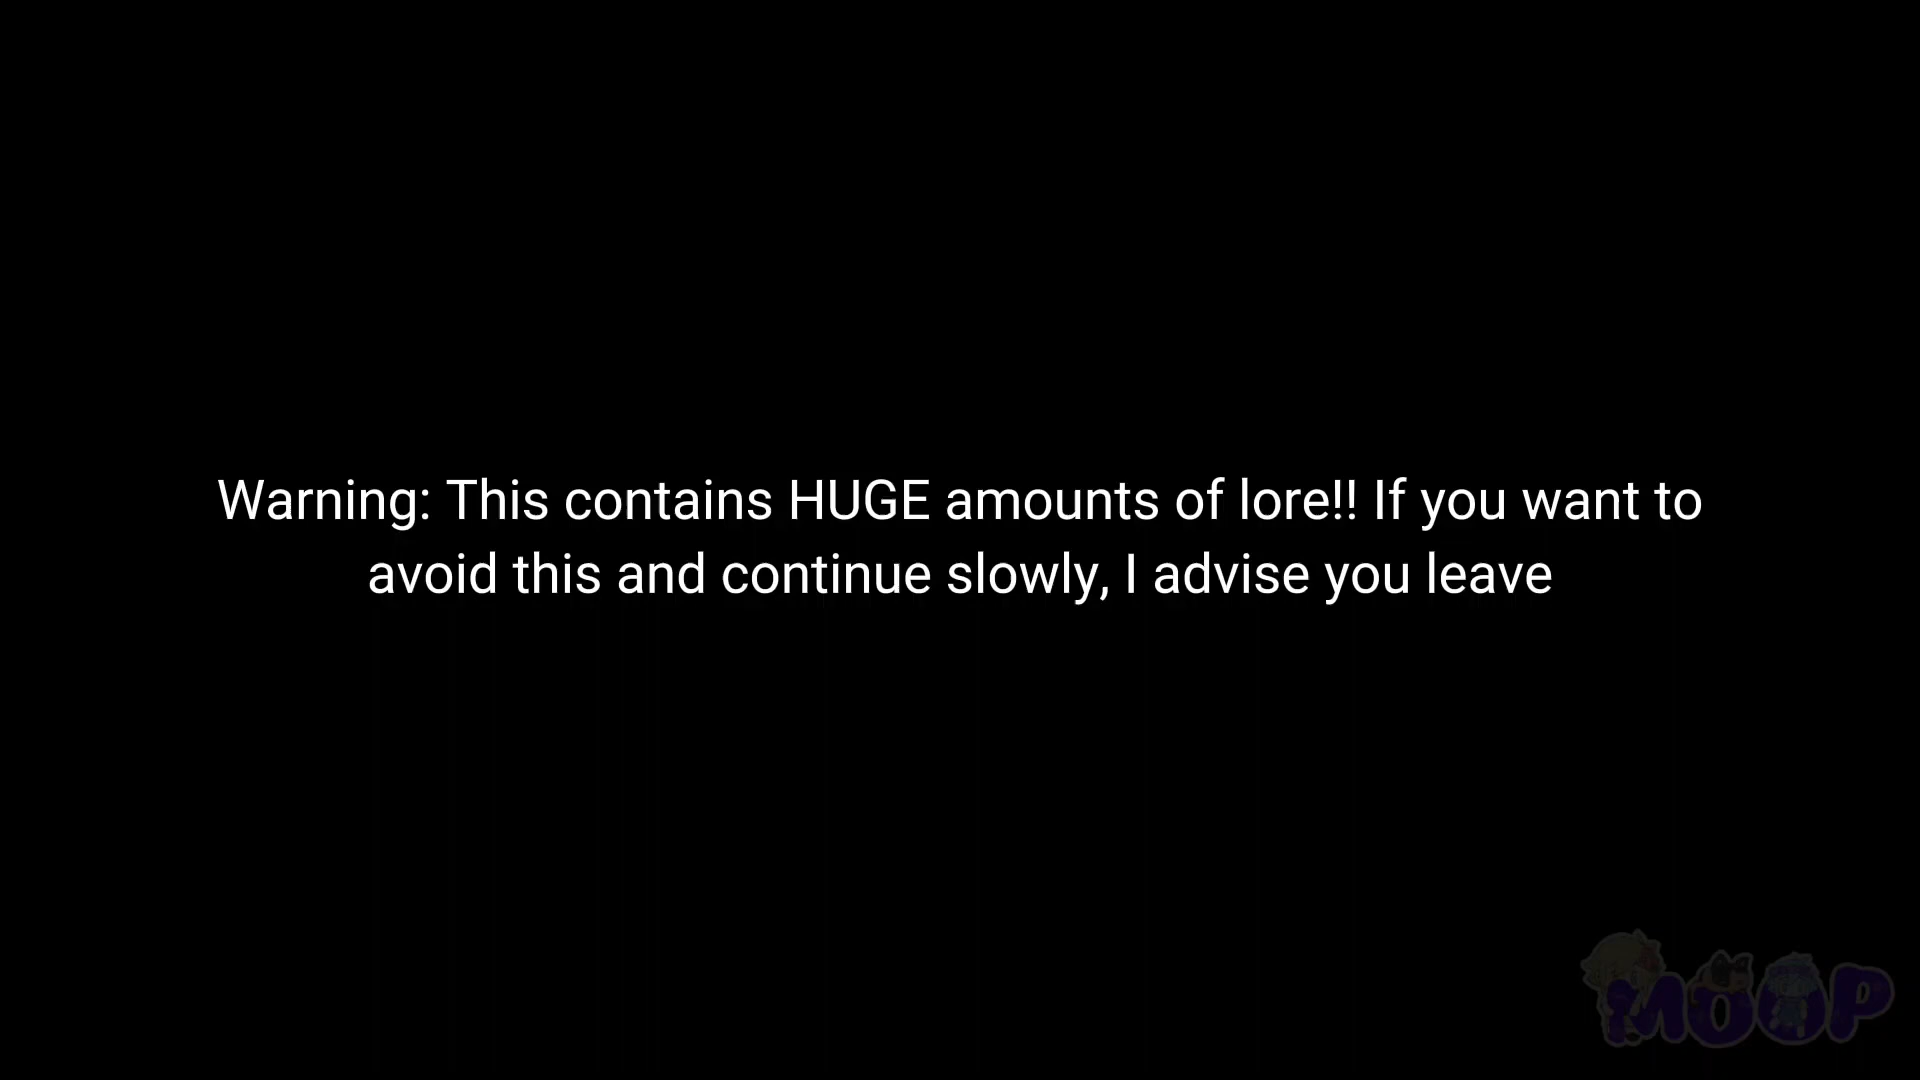 Warning: This contains HUGE amounts of lore!! If you want to
avoid this and continue slowly, I advise you leave
MOOP